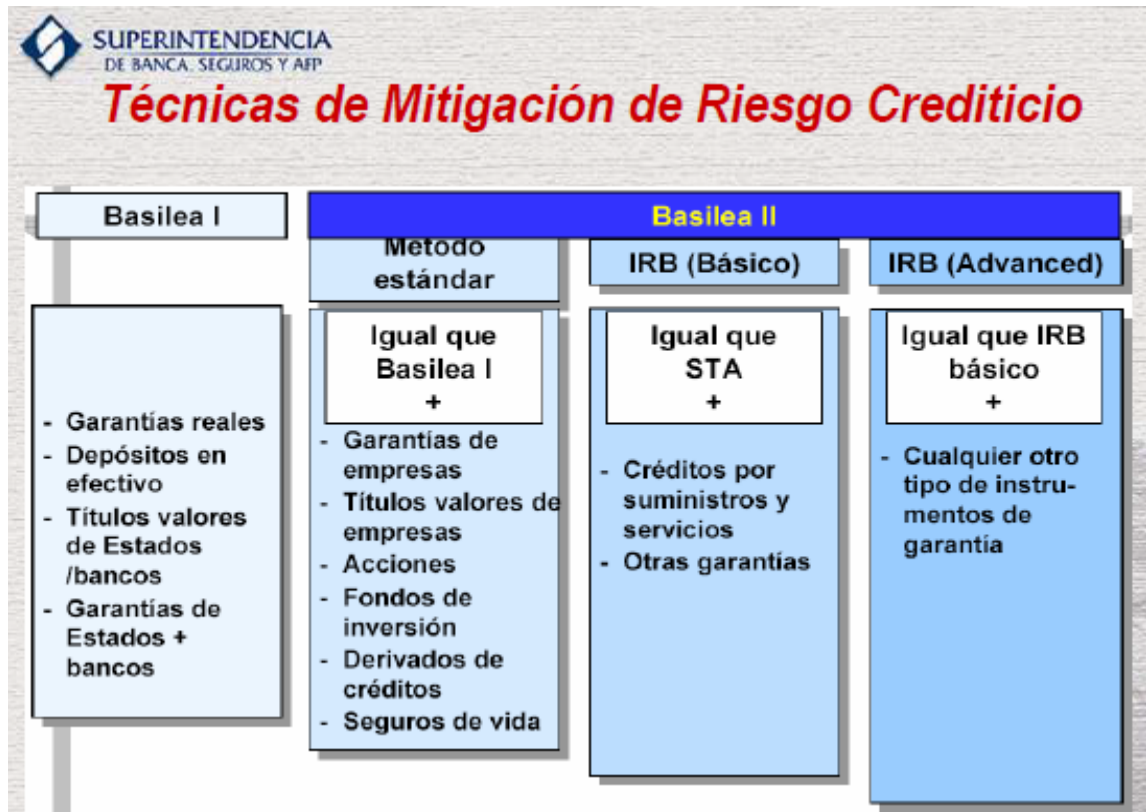 SUPERINTENDENCIA
DE BANCA, SEGUROS Y AFP
Técnicas de Mitigación de Riesgo Crediticio
Basilea I
Basilea II
Metodo
estándar
IRB (Básico)
IRB (Advanced)
- Garantías reales
- Depósitos en
efectivo
- Títulos valores
de Estados
/bancos
- Garantías de
Estados +
bancos
Igual que
Basilea I
+
- Garantías de
empresas
- Títulos valores de
empresas
- Acciones
- Fondos de
inversión
- Derivados de
créditos
- Seguros de vida
Igual que
STA
+
- Créditos por
suministros y
servicios
- Otras garantías
Igual que IRB
básico
+
- Cualquier otro
tipo de instru-
mentos de
garantía